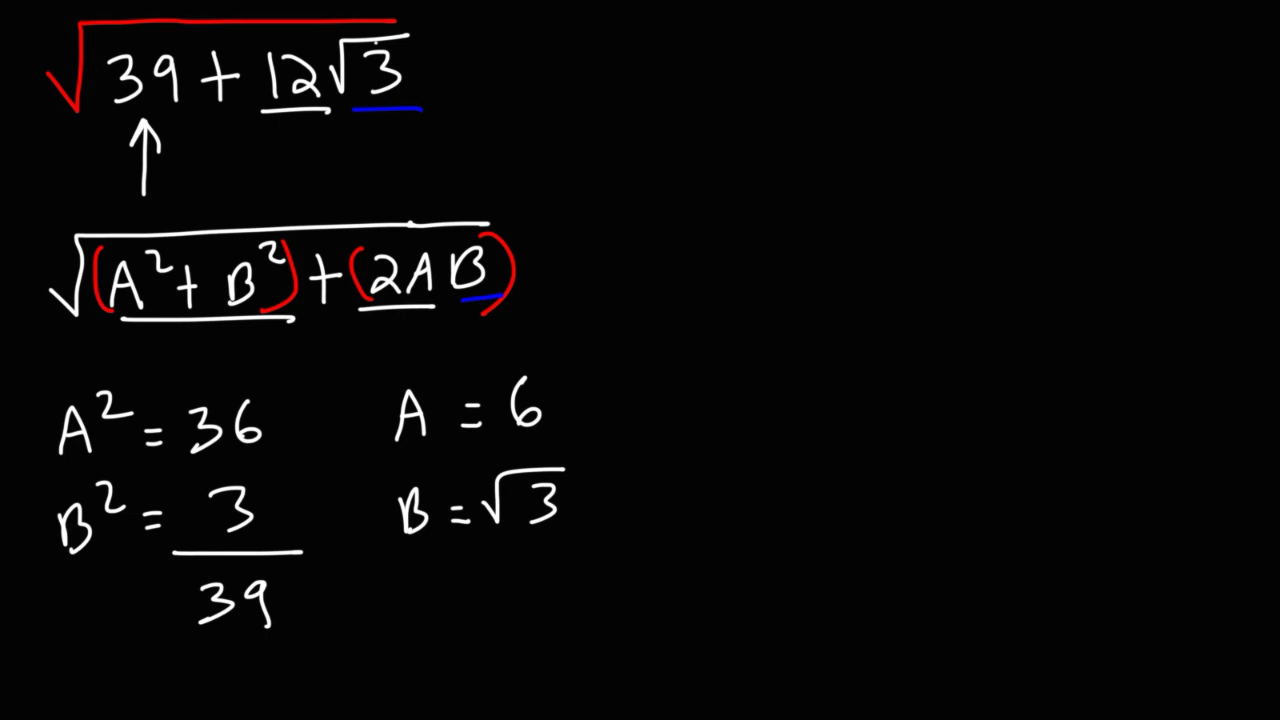 √(39 + 12√3)
√((A² + B²) + (2AB))
A² = 36 A = 6
B² = 3 B = √3
39